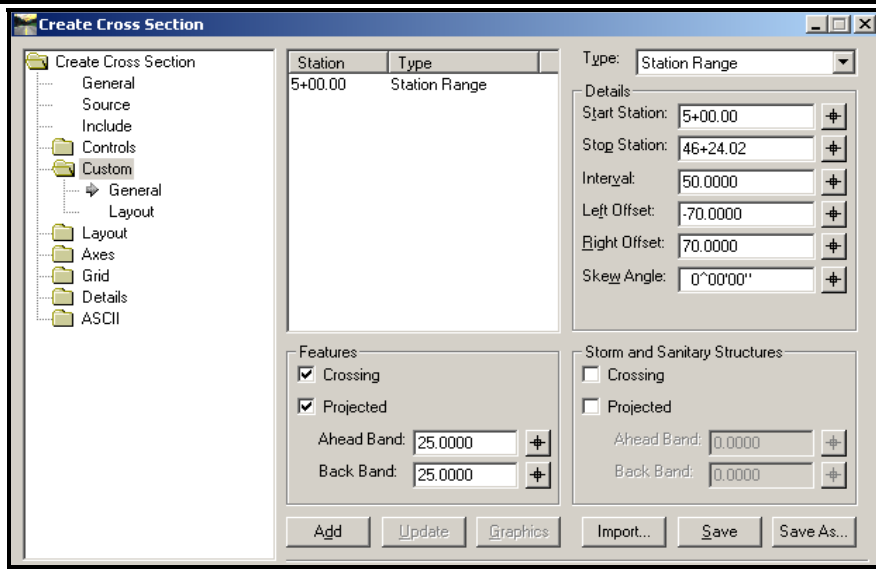 Create Cross Section
Create Cross Section
General
Source
Include
Controls
Custom
General
Layout
Layout
Axes
Grid
Details
ASCII
Station Type
5+00.00 Station Range
Type: Station Range
Details
Start Station: 5+00.00
Stop Station: 46+24.02
Interval: 50.0000
Left Offset: -70.0000
Right Offset: 70.0000
Skew Angle: 0^00'00"
Features
Crossing
Projected
Ahead Band: 25.0000
Back Band: 25.0000
Storm and Sanitary Structures
Crossing
Projected
Ahead Band: 0.0000
Back Band: 0.0000
Add Update Graphics Import... Save Save As...